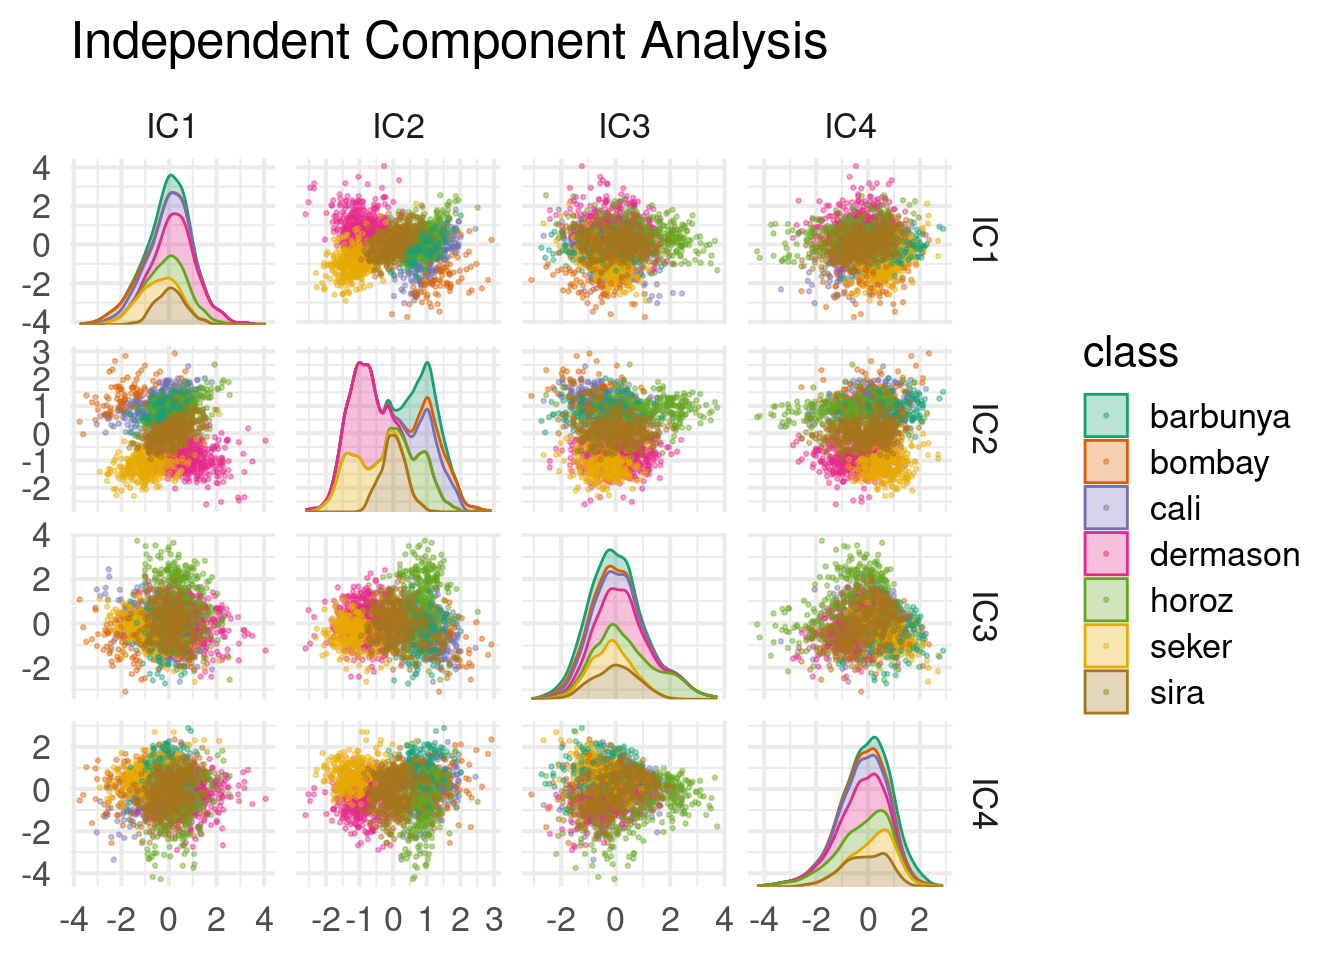 Independent Component Analysis
IC1 IC2 IC3 IC4
4
2
0
-2
-4
IC1
3
2
1
0
-1
-2
IC2
4
2
0
-2
IC3
2
0
-2
-4
IC4
-4 -2 0 2 4 -2 -1 0 1 2 3 -2 0 2 4 -4 -2 0 2
class
barbunya
bombay
cali
dermason
horoz
seker
sira